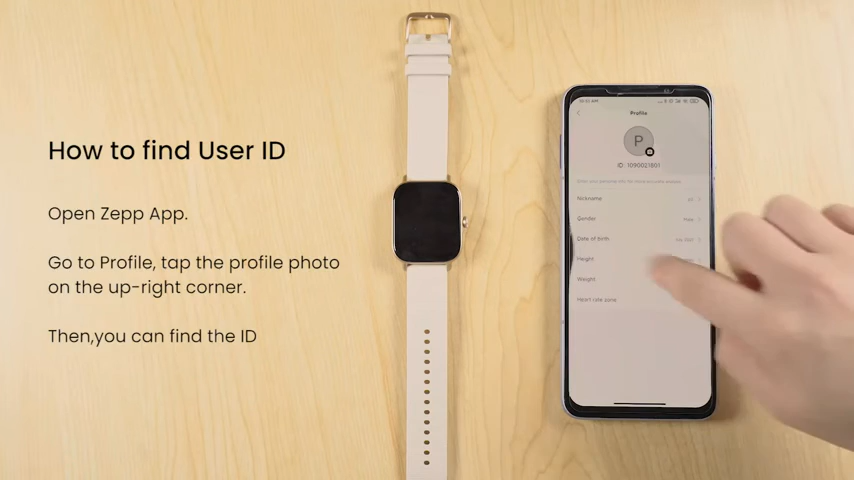 How to find User ID
Open Zepp App.
Go to Profile, tap the profile photo
on the up-right corner.
Then,you can find the ID
Profile
P
ID: 1090021801
Nickname
Gender
Date of birth
Height
Weight
Heart rate zone